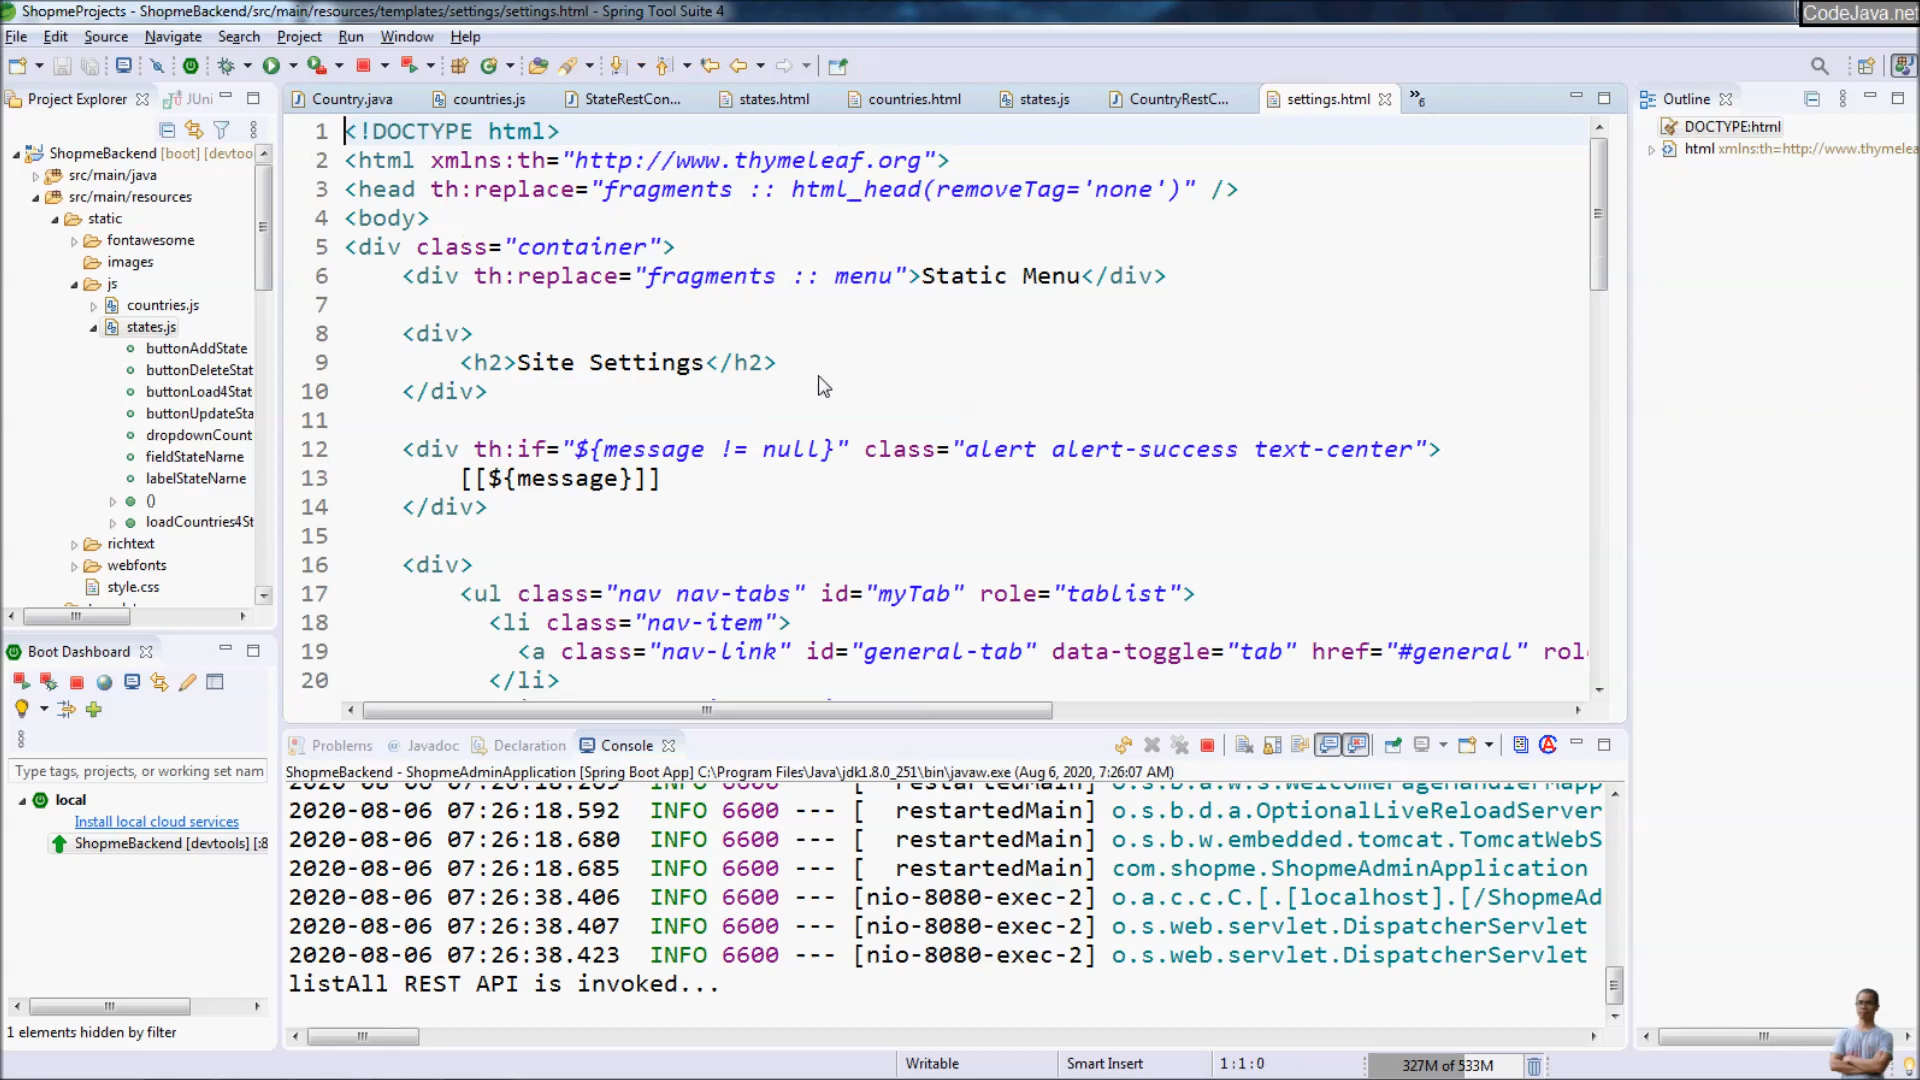 ShopmeProjects - ShopmeBackend/src/main/resources/templates/settings/settings.html - Spring Tool Suite 4
CodeJava.net
File Edit Source Navigate Search Project Run Window Help
Project Explorer
JUni
Country.java
countries.js
StateRestCon...
states.html
countries.html
states.js
CountryRestC...
settings.html
»6
Outline
ShopmeBackend [boot] [devtoo
src/main/java
src/main/resources
static
fontawesome
images
js
countries.js
states.js
buttonAddState
buttonDeleteStat
buttonLoad4Stat
buttonUpdateSta
dropdownCount
fieldStateName
labelStateName
()
loadCountries4St
richtext
webfonts
style.css
1 <!DOCTYPE html>
2 <html xmlns:th="http://www.thymeleaf.org">
3 <head th:replace="fragments :: html_head(removeTag='none')" />
4 <body>
5 <div class="container">
6 <div th:replace="fragments :: menu">Static Menu</div>
7
8 <div>
9 <h2>Site Settings</h2>
10 </div>
11
12 <div th:if="${message != null}" class="alert alert-success text-center">
13 [[${message}]]
14 </div>
15
16 <div>
17 <ul class="nav nav-tabs" id="myTab" role="tablist">
18 <li class="nav-item">
19 <a class="nav-link" id="general-tab" data-toggle="tab" href="#general" rol
20 </li>
DOCTYPE:html
html xmlns:th=http://www.thymelea
Boot Dashboard
Type tags, projects, or working set nam
local
Install local cloud services
ShopmeBackend [devtools] [:8
1 elements hidden by filter
Problems
Javadoc
Declaration
Console
ShopmeBackend - ShopmeAdminApplication [Spring Boot App] C:\Program Files\Java\jdk1.8.0_251\bin\javaw.exe (Aug 6, 2020, 7:26:07 AM)
2020-08-06 07:26:18.592 INFO 6600 --- [ restartedMain] o.s.b.d.a.OptionalLiveReloadServer
2020-08-06 07:26:18.680 INFO 6600 --- [ restartedMain] o.s.b.w.embedded.tomcat.TomcatWebS
2020-08-06 07:26:18.685 INFO 6600 --- [ restartedMain] com.shopme.ShopmeAdminApplication
2020-08-06 07:26:38.406 INFO 6600 --- [nio-8080-exec-2] o.a.c.c.C.[.[localhost].[/ShopmeAd
2020-08-06 07:26:38.407 INFO 6600 --- [nio-8080-exec-2] o.s.web.servlet.DispatcherServlet
2020-08-06 07:26:38.423 INFO 6600 --- [nio-8080-exec-2] o.s.web.servlet.DispatcherServlet
listAll REST API is invoked...
Writable
Smart Insert
1:1:0
327M of 533M